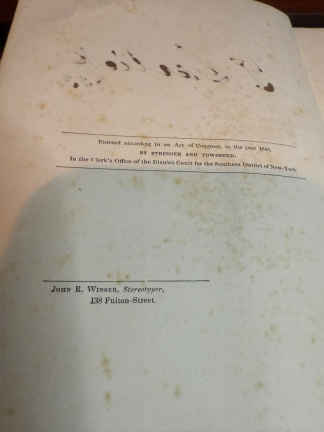 Entered according to an Act of Congress, in the year
BY STRINGER AND TOWNSEND,
In the Clerk's Office of the District Court for the Southern District of New-York.
JOHN R. WINSER, Stereotyper,
138 Fulton-Street.